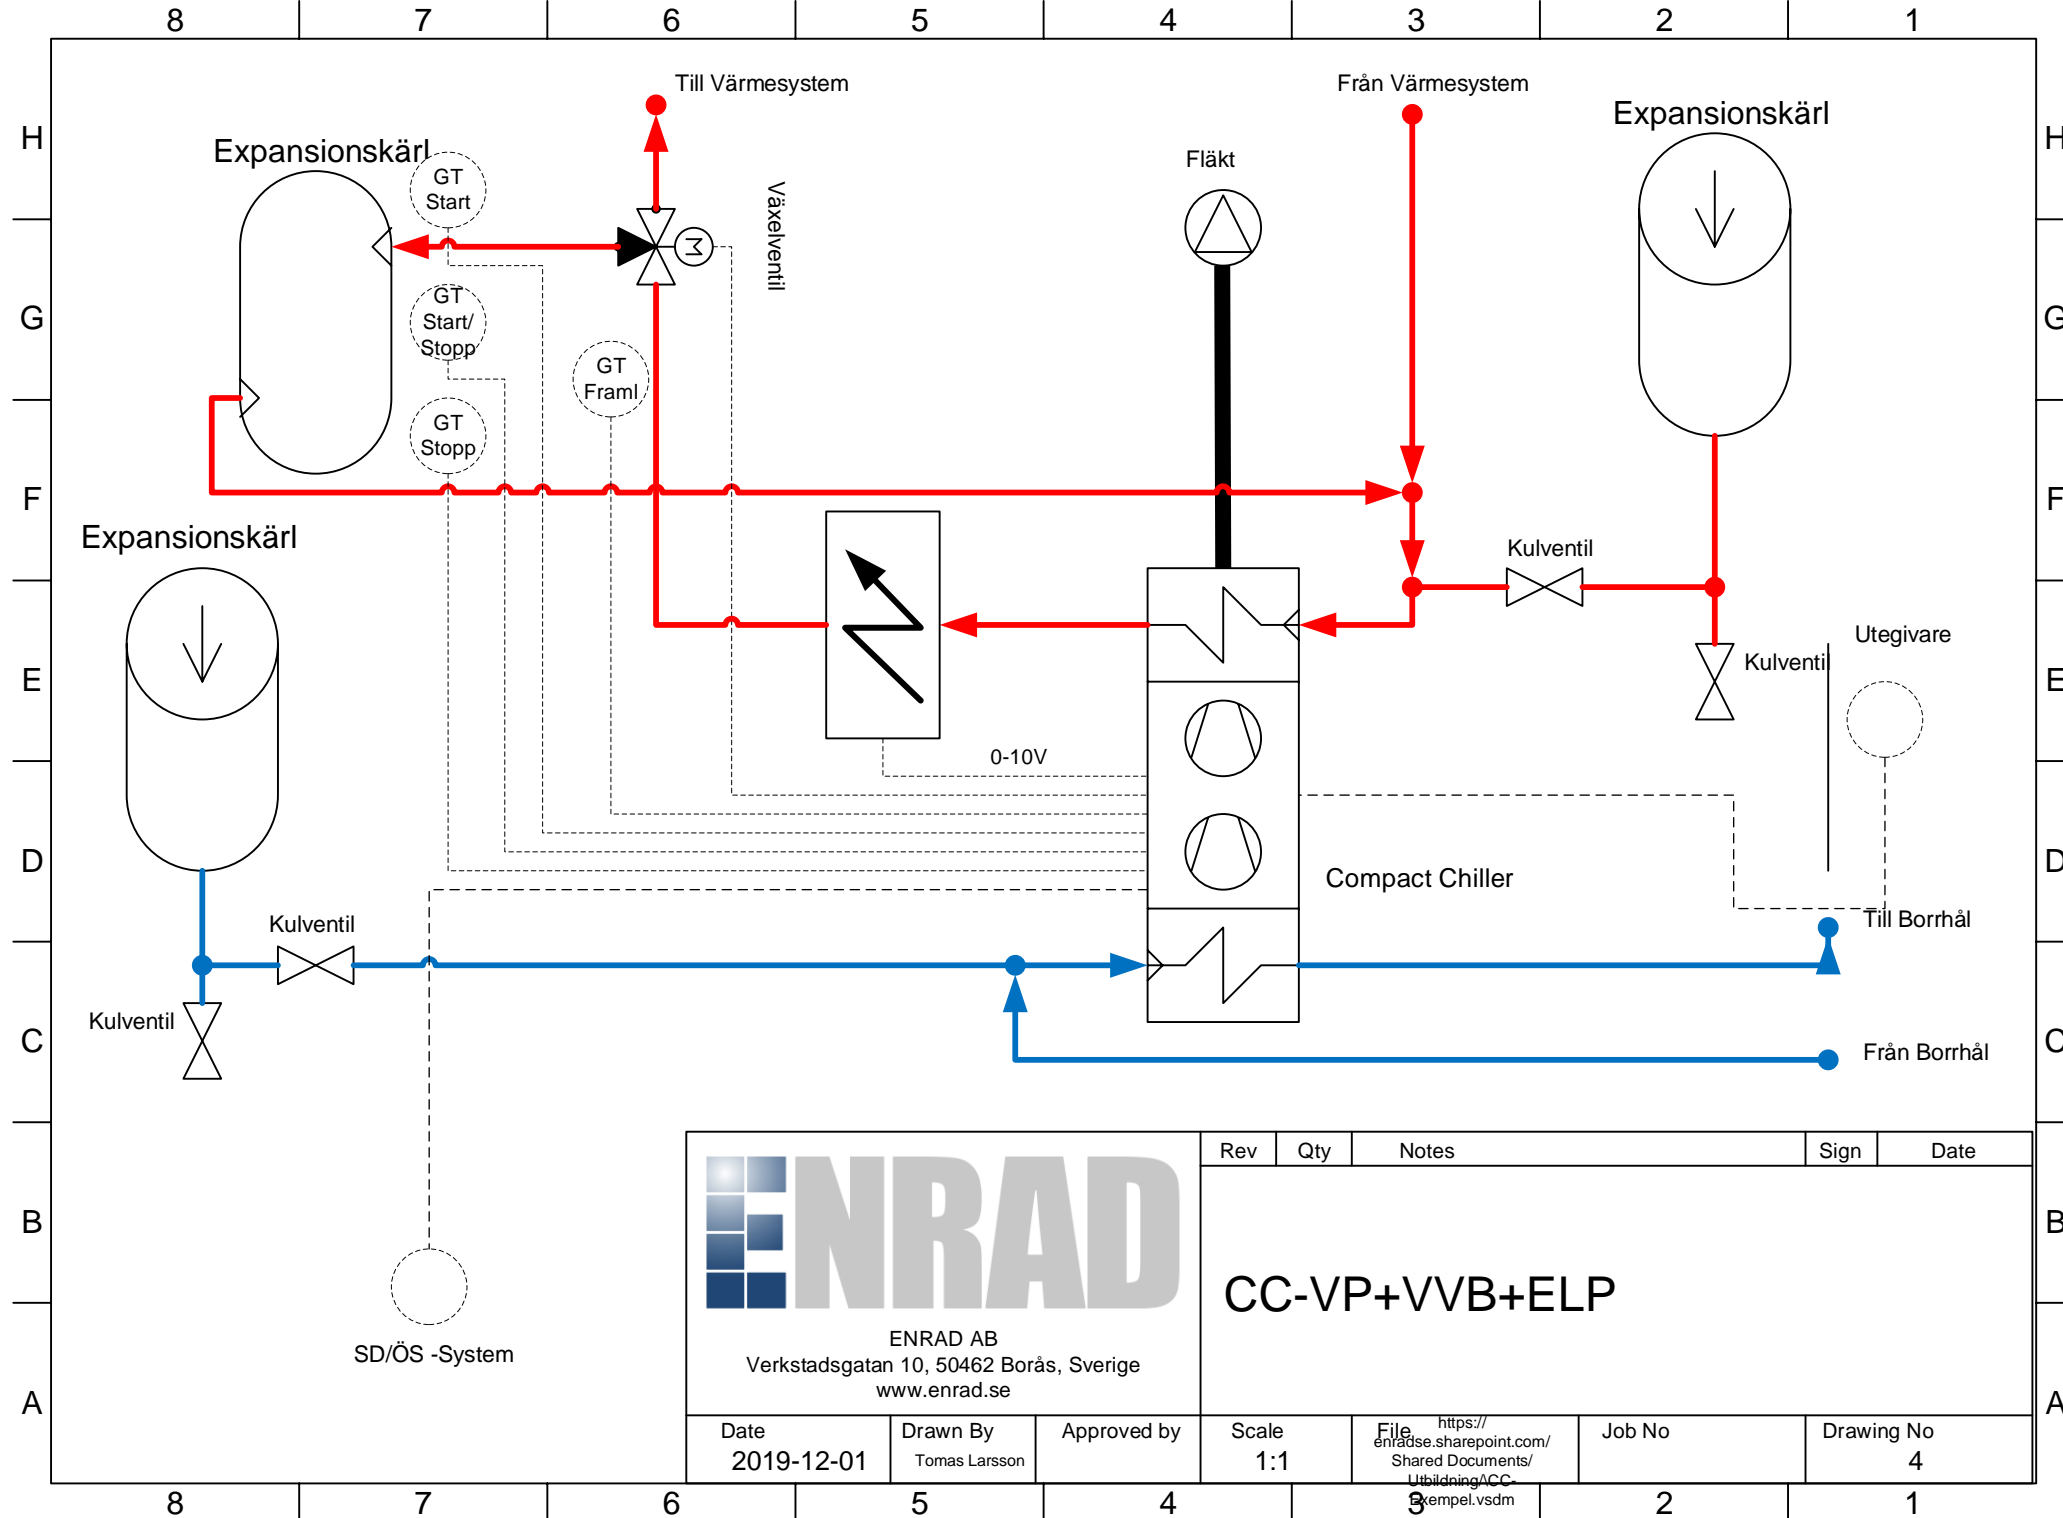 8 7 6 5 4 3 2 1
Till Värmesystem
Från Värmesystem
Expansionskärl
H
H
Expansionskärl
Fläkt
GT
Start
Växelventil
M
G
G
GT
Start/
Stopp
GT
Framl
GT
Stopp
F
F
Expansionskärl
Kulventil
Utegivare
Kulventil
E
E
0-10V
D
D
Compact Chiller
Till Borrhål
Kulventil
Kulventil
C
C
Från Borrhål
Rev Qty Notes Sign Date
ENRAD
B
B
CC-VP+VVB+ELP
ENRAD AB
Verkstadsgatan 10, 50462 Borås, Sverige
www.enrad.se
SD/ÖS -System
A
A
Date
2019-12-01
Drawn By
Tomas Larsson
Approved by
Scale
1:1
File
https://
enradse.sharepoint.com/
Shared Documents/
Utbildning/\CC-
Exempel.vsdm
Job No
Drawing No
4
8 7 6 5 4 3 2 1